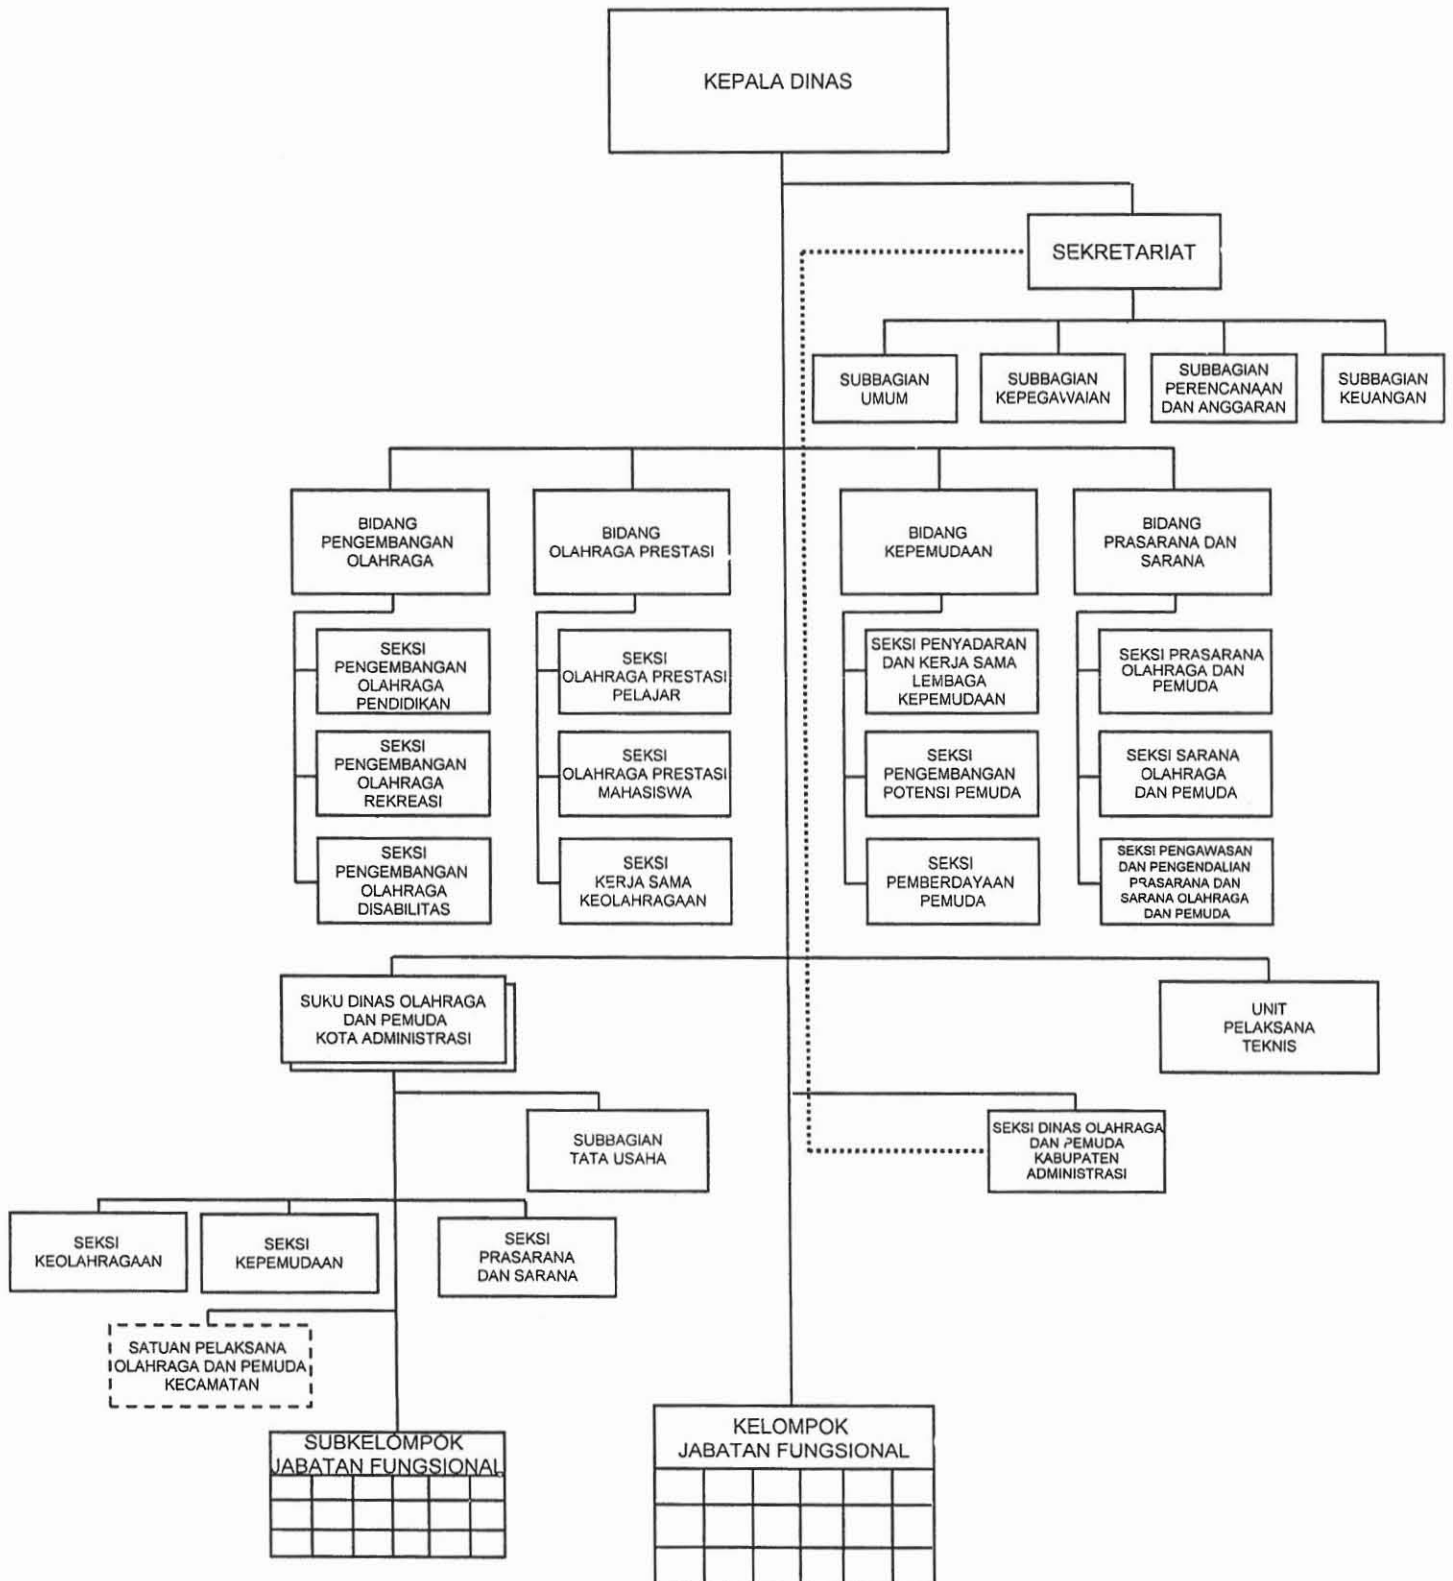 KEPALA DINAS
SEKRETARIAT
SUBBAGIAN
UMUM
SUBBAGIAN
KEPEGAWAIAN
SUBBAGIAN
PERENCANAAN
DAN ANGGARAN
SUBBAGIAN
KEUANGAN
BIDANG
PENGEMBANGAN
OLAHRAGA
BIDANG
OLAHRAGA PRESTASI
BIDANG
KEPEMUDAAN
BIDANG
PRASARANA DAN
SARANA
SEKSI
PENGEMBANGAN
OLAHRAGA
PENDIDIKAN
SEKSI
OLAHRAGA PRESTASI
PELAJAR
SEKSI PENYADARAN
DAN KERJA SAMA
LEMBAGA
KEPEMUDAAN
SEKSI PRASARANA
OLAHRAGA DAN
PEMUDA
SEKSI
PENGEMBANGAN
OLAHRAGA
REKREASI
SEKSI
OLAHRAGA PRESTASI
MAHASISWA
SEKSI
PENGEMBANGAN
POTENSI PEMUDA
SEKSI SARANA
OLAHRAGA
DAN PEMUDA
SEKSI
PENGEMBANGAN
OLAHRAGA
DISABILITAS
SEKSI
KERJA SAMA
KEOLAHRAGAAN
SEKSI
PEMBERDAYAAN
PEMUDA
SEKSI PENGAWASAN
DAN PENGENDALIAN
PRASARANA DAN
SARANA OLAHRAGA
DAN PEMUDA
SUKU DINAS OLAHRAGA
DAN PEMUDA
KOTA ADMINISTRASI
UNIT
PELAKSANA
TEKNIS
SUBBAGIAN
TATA USAHA
SEKSI DINAS OLAHRAGA
DAN PEMUDA
KABUPATEN
ADMINISTRASI
SEKSI
KEOLAHRAGAAN
SEKSI
KEPEMUDAAN
SEKSI
PRASARANA
DAN SARANA
SATUAN PELAKSANA
OLAHRAGA DAN PEMUDA
KECAMATAN
SUBKELOMPOK
JABATAN FUNGSIONAL
KELOMPOK
JABATAN FUNGSIONAL